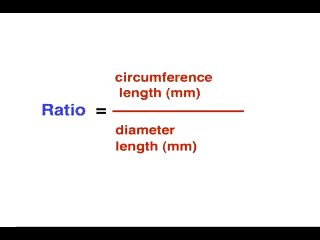 circumference
length (mm)
Ratio =
diameter
length (mm)